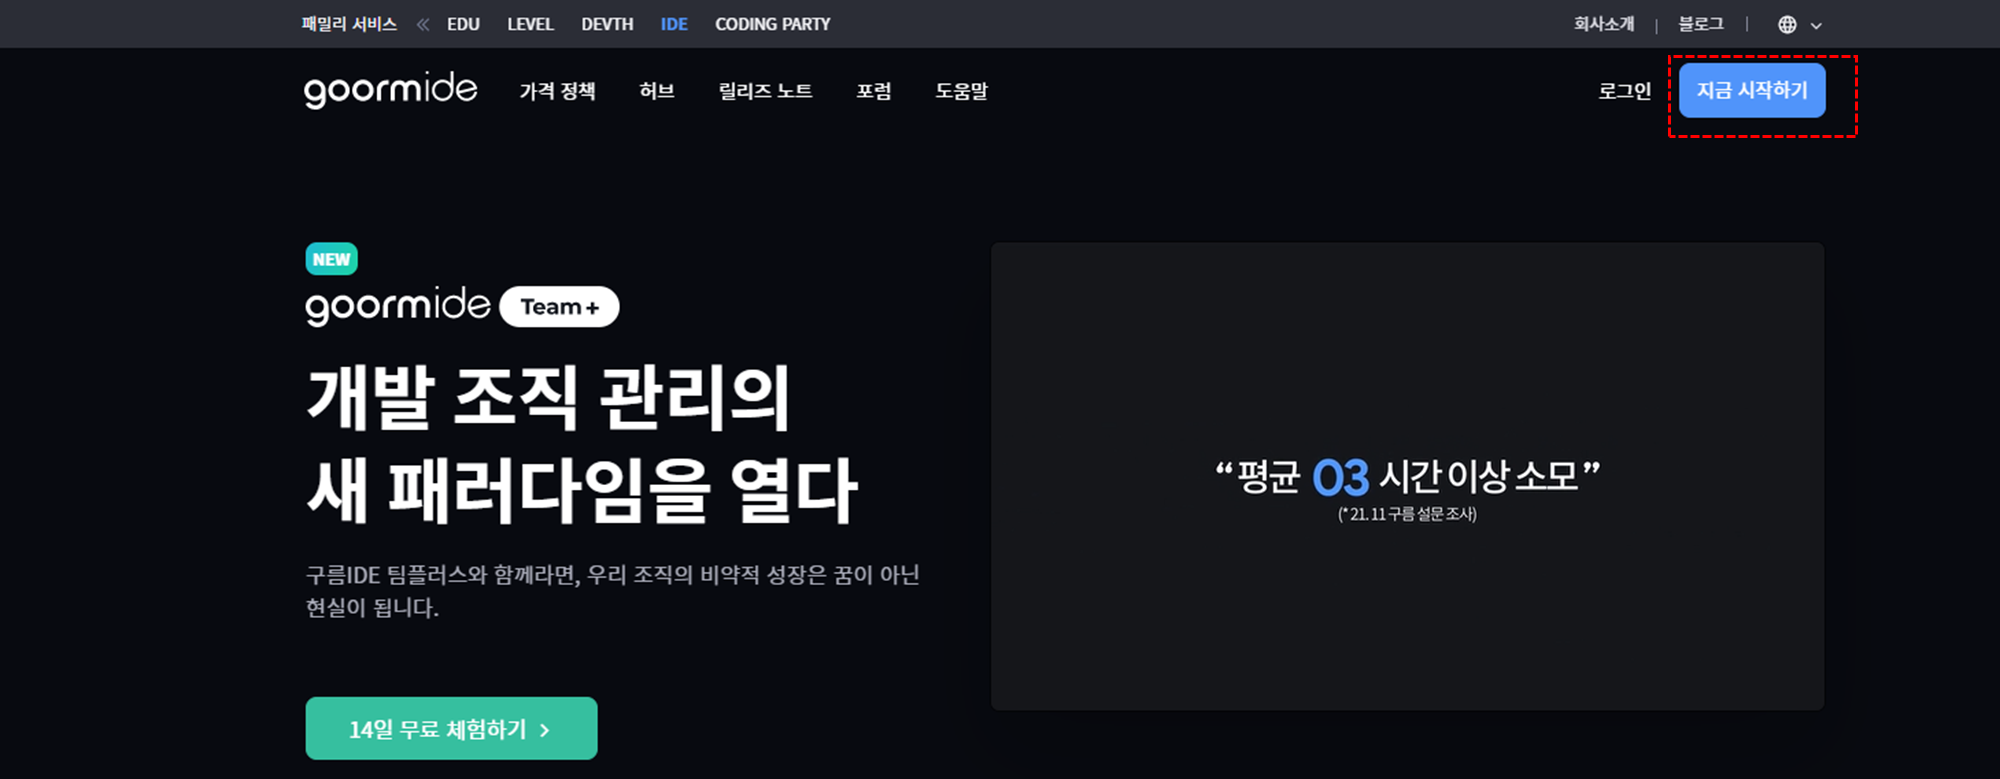 패밀리 서비스 « EDU LEVEL DEVTH IDE CODING PARTY 회사소개 | 블로그 |
goormide 가격 정책 허브 릴리즈 노트 포럼 도움말 로그인 지금 시작하기
NEW
goormide Team+
개발 조직 관리의
새 패러다임을 열다
구름IDE 팀플러스와 함께라면, 우리 조직의 비약적 성장은 꿈이 아닌
현실이 됩니다.
14일 무료 체험하기 >
“평균 03 시간 이상 소모”
(*21.11 구름 설문 조사)